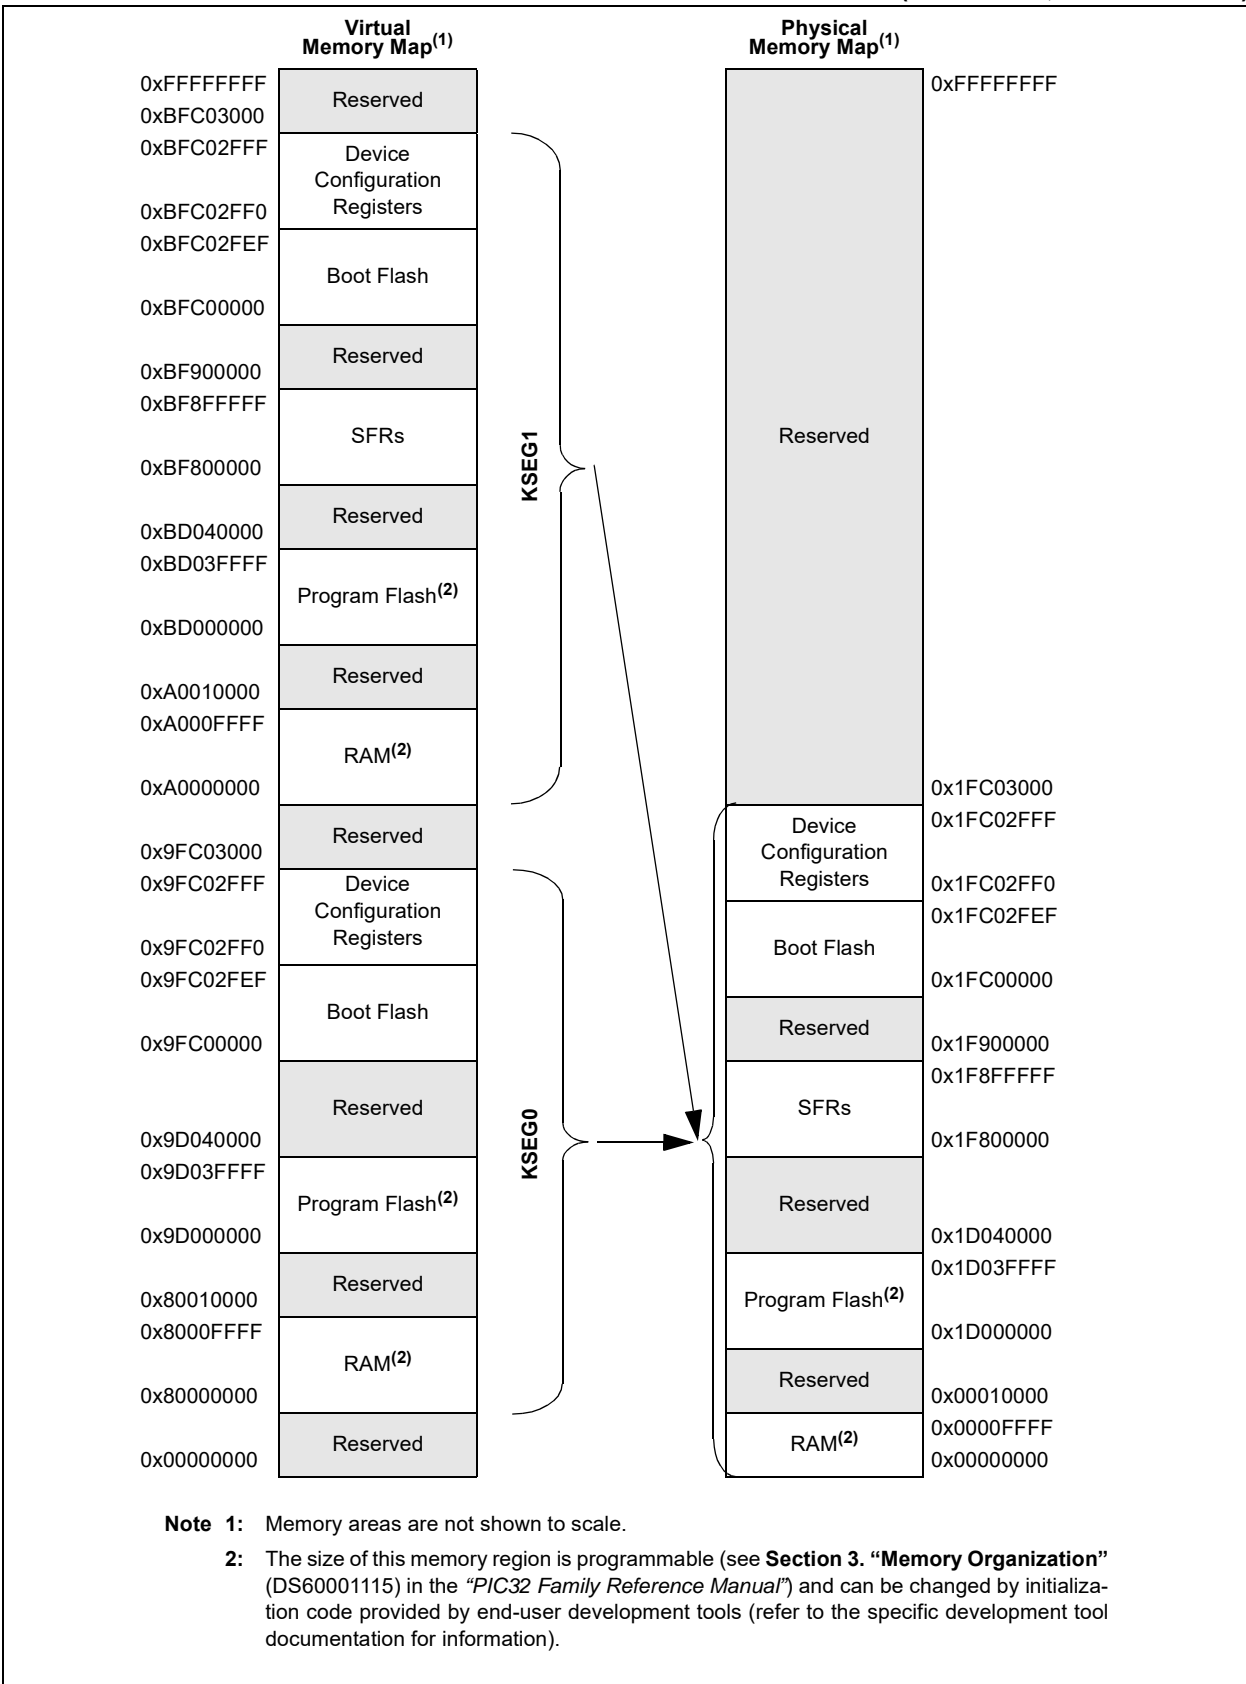 Virtual
Memory Map(1)
0xFFFFFFFF
Reserved
0xBFC03000
0xBFC02FFF
Device
Configuration
Registers
0xBFC02FF0
0xBFC02FEF
Boot Flash
0xBFC00000
Reserved
0xBF900000
0xBF8FFFFF
SFRs
0xBF800000
Reserved
0xBD040000
0xBD03FFFF
Program Flash(2)
0xBD000000
Reserved
0xA0010000
0xA000FFFF
RAM(2)
0xA0000000
Reserved
0x9FC03000
0x9FC02FFF
Device
Configuration
Registers
0x9FC02FF0
0x9FC02FEF
Boot Flash
0x9FC00000
Reserved
0x9D040000
0x9D03FFFF
Program Flash(2)
0x9D000000
Reserved
0x80010000
0x8000FFFF
RAM(2)
0x80000000
Reserved
0x00000000
KSEG1
KSEG0
Physical
Memory Map(1)
0xFFFFFFFF
Reserved
0x1FC03000
0x1FC02FFF
Device
Configuration
Registers
0x1FC02FF0
0x1FC02FEF
Boot Flash
0x1FC00000
Reserved
0x1F900000
0x1F8FFFFF
SFRs
0x1F800000
Reserved
0x1D040000
0x1D03FFFF
Program Flash(2)
0x1D000000
Reserved
0x00010000
0x0000FFFF
RAM(2)
0x00000000
Note 1: Memory areas are not shown to scale.
2: The size of this memory region is programmable (see Section 3. “Memory Organization”
(DS60001115) in the “PIC32 Family Reference Manual”) and can be changed by initializa-
tion code provided by end-user development tools (refer to the specific development tool
documentation for information).